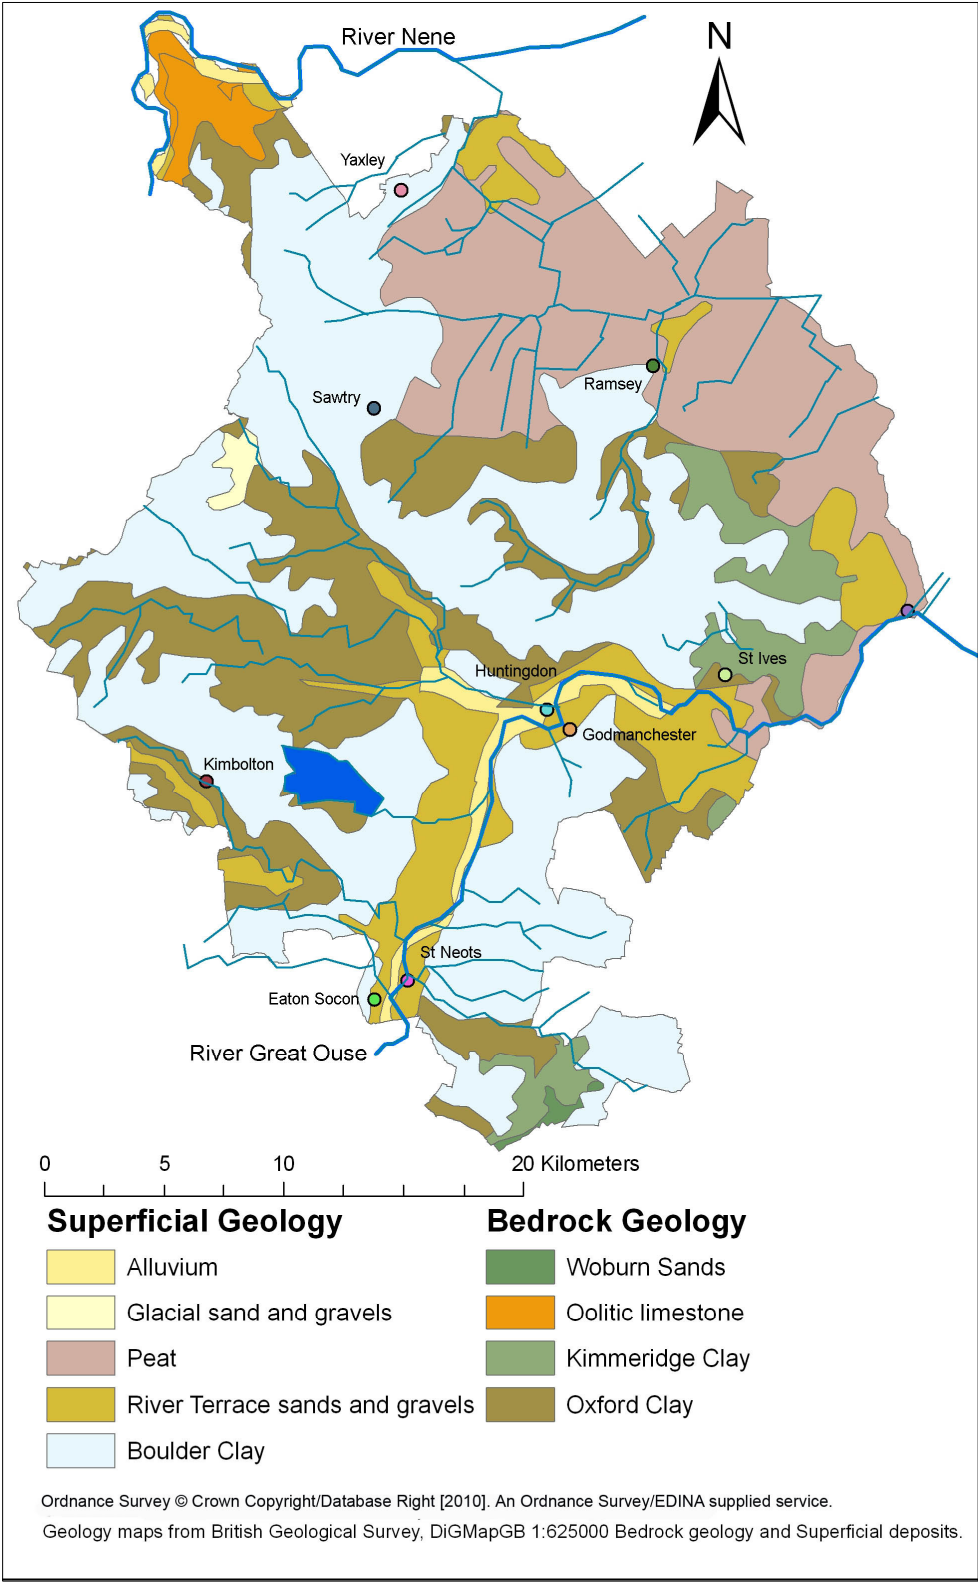 River Nene
N
Yaxley
Sawtry
Ramsey
Huntingdon
St Ives
Godmanchester
Kimbolton
St Neots
Eaton Socon
River Great Ouse
0 5 10 20 Kilometers
Superficial Geology
Alluvium
Glacial sand and gravels
Peat
River Terrace sands and gravels
Boulder Clay
Bedrock Geology
Woburn Sands
Oolitic limestone
Kimmeridge Clay
Oxford Clay
Ordnance Survey © Crown Copyright/Database Right [2010]. An Ordnance Survey/EDINA supplied service.
Geology maps from British Geological Survey, DiGMapGB 1:625000 Bedrock geology and Superficial deposits.